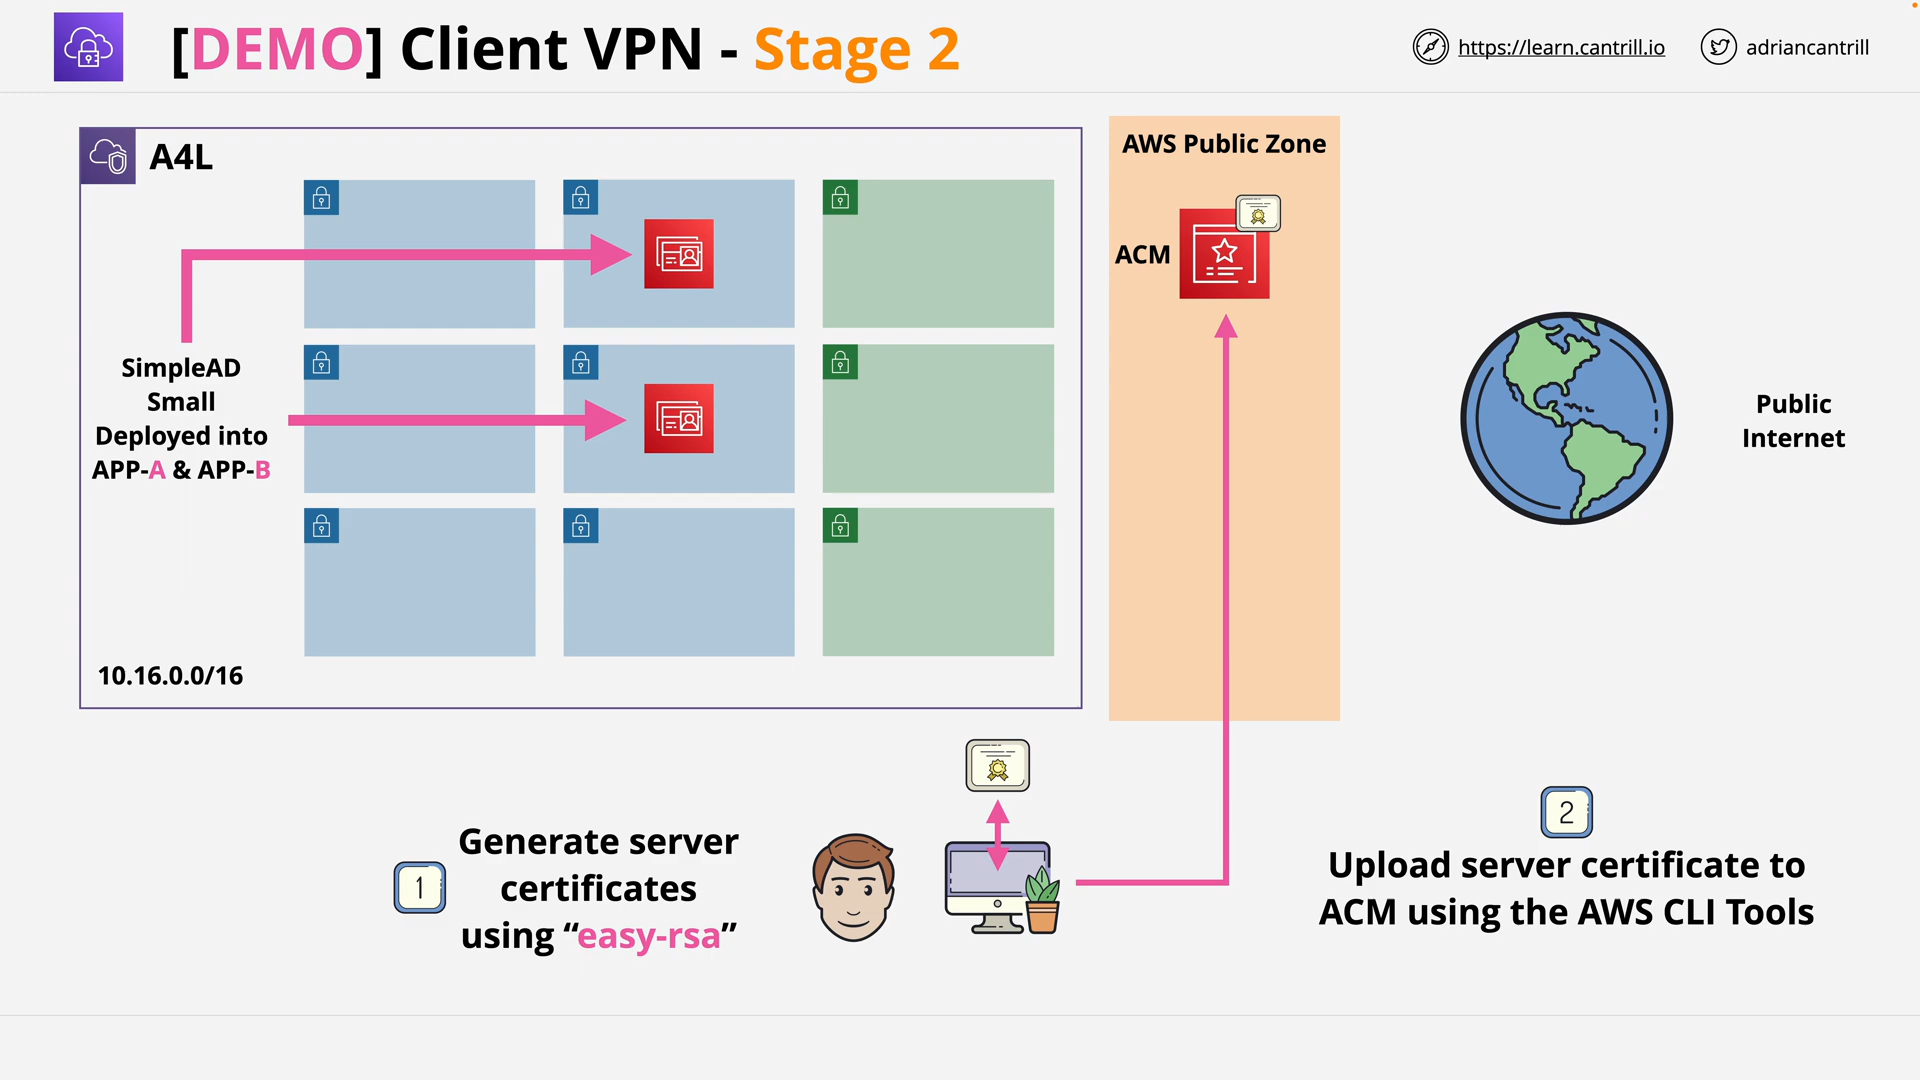 [DEMO] Client VPN - Stage 2
https://learn.cantrill.io
adriancantrill
A4L
AWS Public Zone
ACM
SimpleAD
Small
Deployed into
APP-A & APP-B
Public
Internet
10.16.0.0/16
1
Generate server
certificates
using “easy-rsa”
2
Upload server certificate to
ACM using the AWS CLI Tools